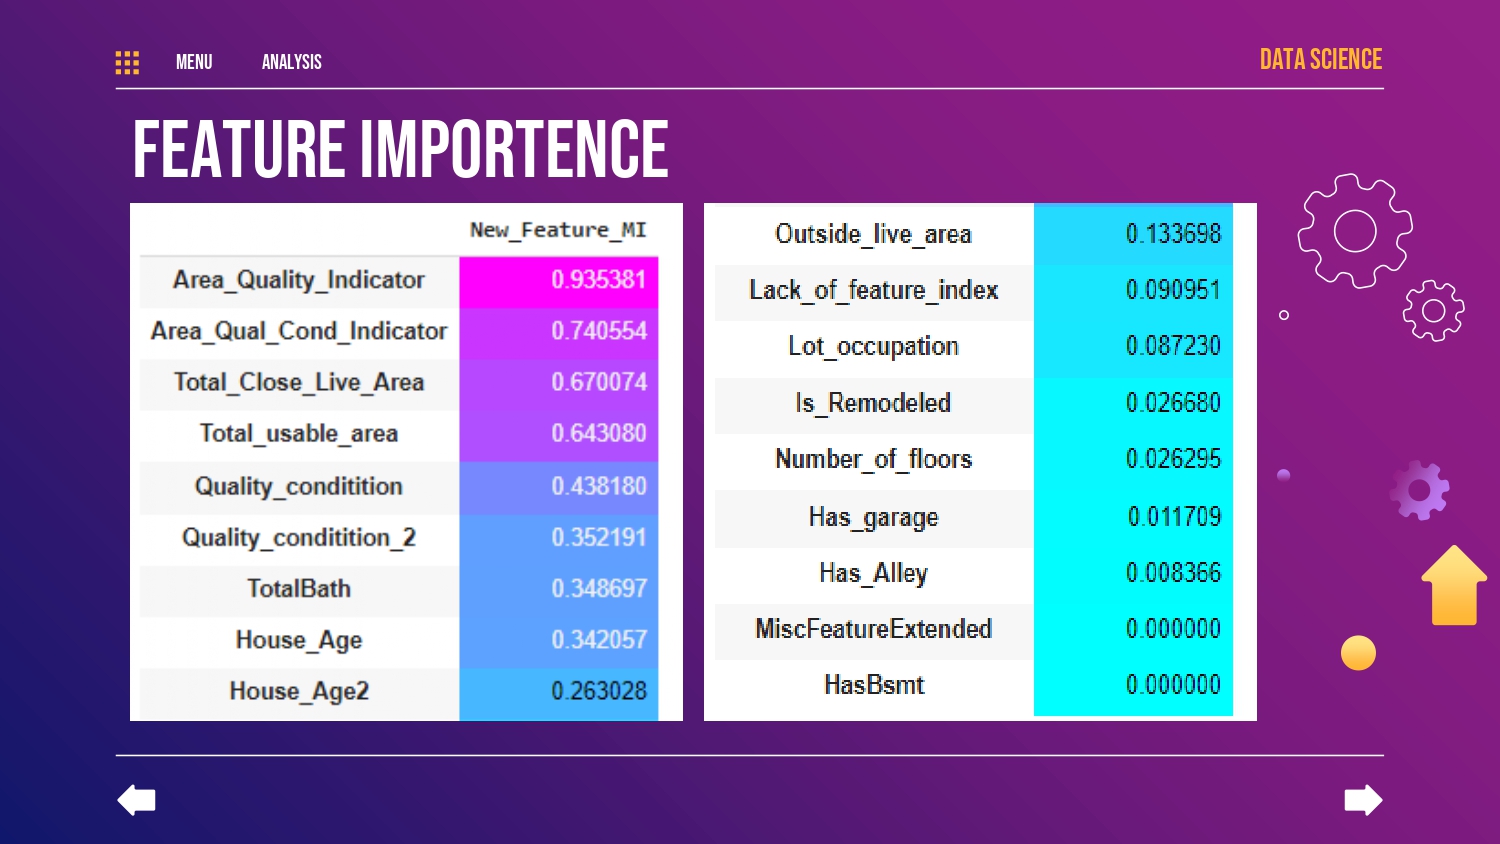 MENU ANALYSIS DATA SCIENCE
FEATURE IMPORTENCE
New_Feature_MI
Area_Quality_Indicator 0.935381
Area_Qual_Cond_Indicator 0.740554
Total_Close_Live_Area 0.670074
Total_usable_area 0.643080
Quality_conditition 0.438180
Quality_conditition_2 0.352191
TotalBath 0.348697
House_Age 0.342057
House_Age2 0.263028
Outside_live_area 0.133698
Lack_of_feature_index 0.090951
Lot_occupation 0.087230
Is_Remodeled 0.026680
Number_of_floors 0.026295
Has_garage 0.011709
Has_Alley 0.008366
MiscFeatureExtended 0.000000
HasBsmt 0.000000